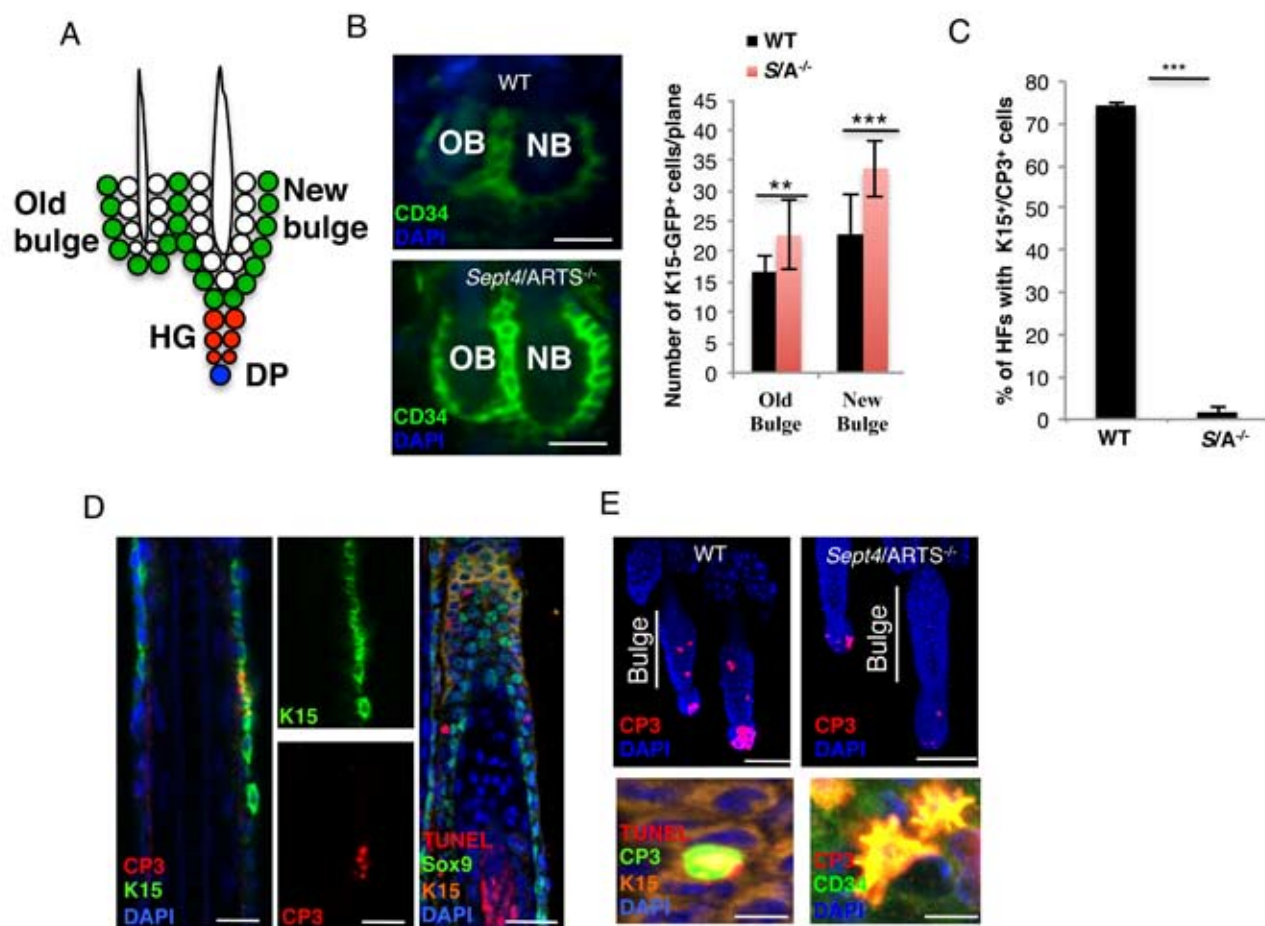 A
Old
bulge
New
bulge
HG
DP
B
WT
OB NB
CD34
DAPI
Sept4/ARTS-/-
OB NB
CD34
DAPI
WT
S/A-/-
Number of K15-GFP+ cells/plane
45
40
35
30
25
20
15
10
5
0
**
***
Old
Bulge
New
Bulge
C
% of HFs with K15+/CP3+ cells
80
70
60
50
40
30
20
10
0
***
WT
S/A-/-
D
CP3
K15
DAPI
K15
CP3
TUNEL
Sox9
K15
DAPI
E
WT
Bulge
CP3
DAPI
Sept4/ARTS-/-
Bulge
CP3
DAPI
TUNEL
CP3
K15
DAPI
CP3
CD34
DAPI